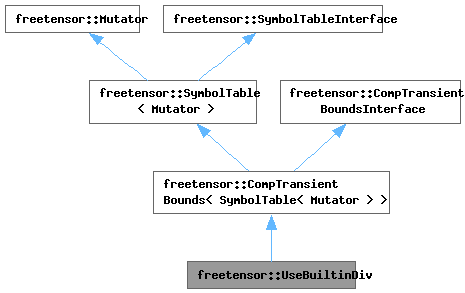 freetensor::Mutator
freetensor::SymbolTableInterface
freetensor::SymbolTable
< Mutator >
freetensor::CompTransient
BoundsInterface
freetensor::CompTransient
Bounds< SymbolTable< Mutator > >
freetensor::UseBuiltinDiv